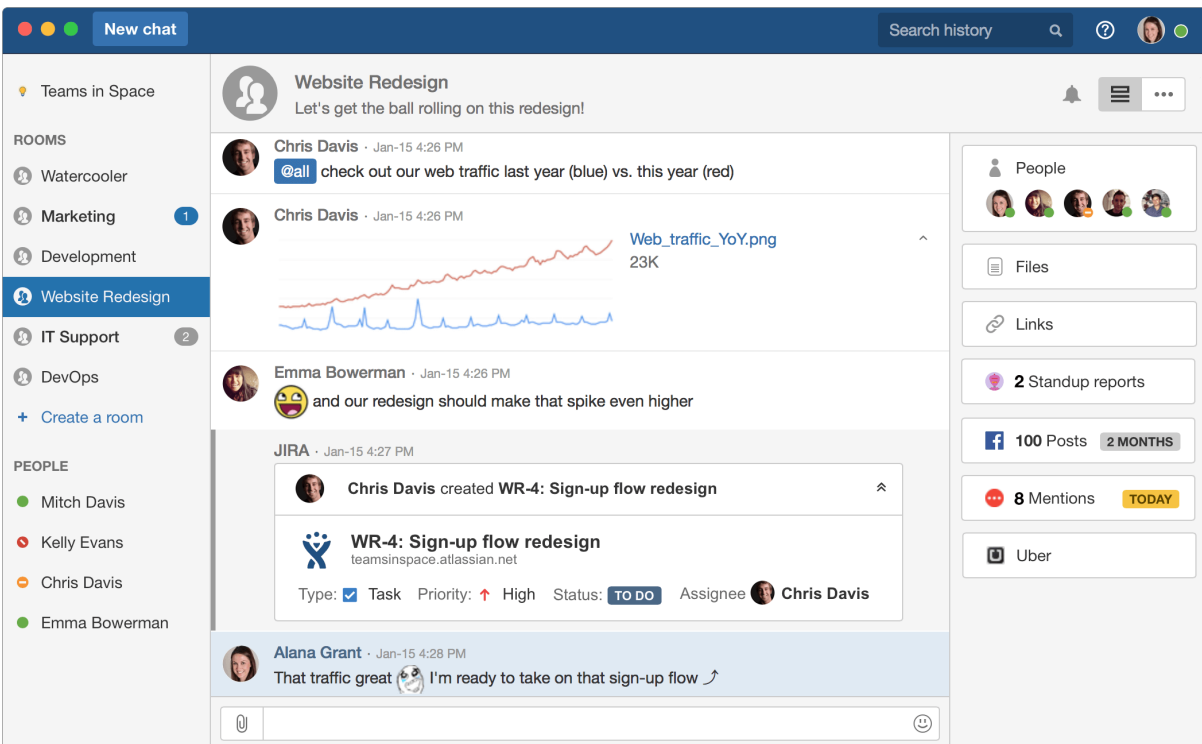 New chat
Search history
Teams in Space
ROOMS
Watercooler
Marketing 1
Development
Website Redesign
IT Support 2
DevOps
+ Create a room
PEOPLE
Mitch Davis
Kelly Evans
Chris Davis
Emma Bowerman
Website Redesign
Let's get the ball rolling on this redesign!
Chris Davis · Jan-15 4:26 PM
@all check out our web traffic last year (blue) vs. this year (red)
Chris Davis · Jan-15 4:26 PM
Web_traffic_YoY.png
23K
Emma Bowerman · Jan-15 4:26 PM
and our redesign should make that spike even higher
JIRA · Jan-15 4:27 PM
Chris Davis created WR-4: Sign-up flow redesign
WR-4: Sign-up flow redesign
teamsinspace.atlassian.net
Type: Task Priority: High Status: TO DO Assignee Chris Davis
Alana Grant · Jan-15 4:28 PM
That traffic great I'm ready to take on that sign-up flow
People
Files
Links
2 Standup reports
100 Posts 2 MONTHS
8 Mentions TODAY
Uber